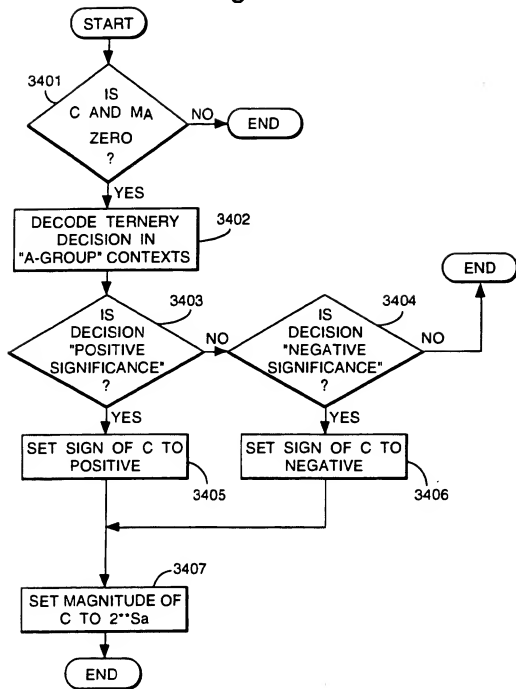 START
3401
IS
C AND MA
ZERO
?
NO
END
YES
DECODE TERNERY
DECISION IN
"A-GROUP" CONTEXTS
3402
END
3403
IS
DECISION
"POSITIVE
SIGNIFICANCE"
?
NO
3404
IS
DECISION
"NEGATIVE
SIGNIFICANCE"
?
NO
YES
YES
SET SIGN OF C TO
POSITIVE
3405
SET SIGN OF C TO
NEGATIVE
3406
3407
SET MAGNITUDE OF
C TO 2**Sa
END